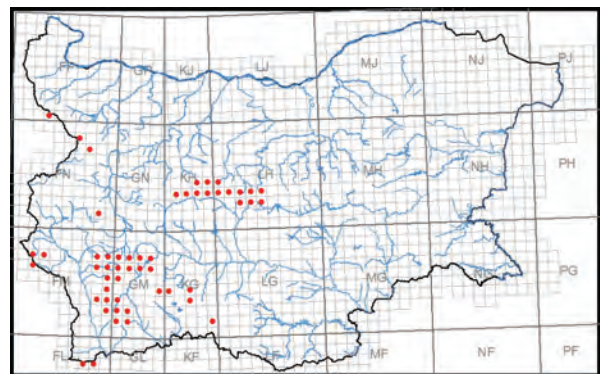 FP GP KJ LJ MJ NJ PJ
FN GN KH LH MH NH PH
FM GM KG LG MG NG PG
FL GL KF LF MF NF PF